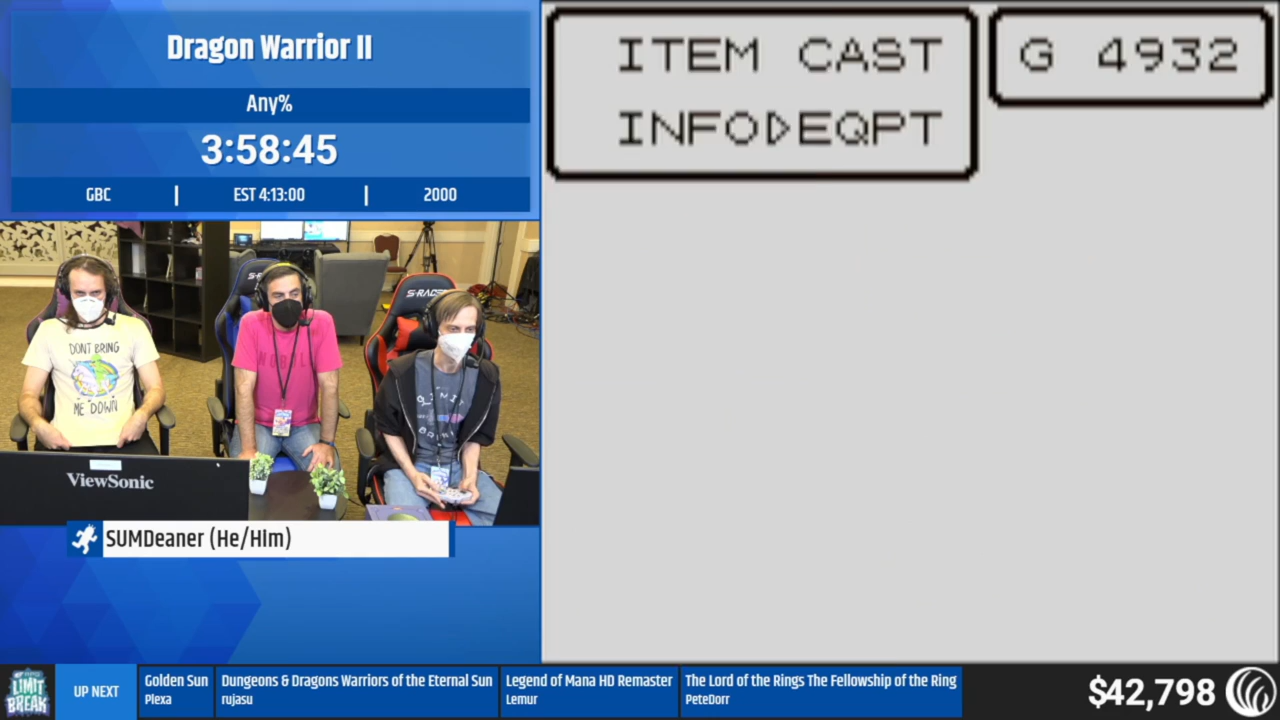 Dragon Warrior II
Any%
3:58:45
GBC | EST 4:13:00 | 2000
ITEM CAST
INFO▷EQPT
G 4932
S-RACER
DONT BRING
ME DOWN
LIMIT
ViewSonic
SUMDeaner (He/HIm)
LIMIT
BREAK
UP NEXT
Golden Sun
Plexa
Dungeons & Dragons Warriors of the Eternal Sun
rujasu
Legend of Mana HD Remaster
Lemur
The Lord of the Rings The Fellowship of the Ring
PeteDorr
$42,798